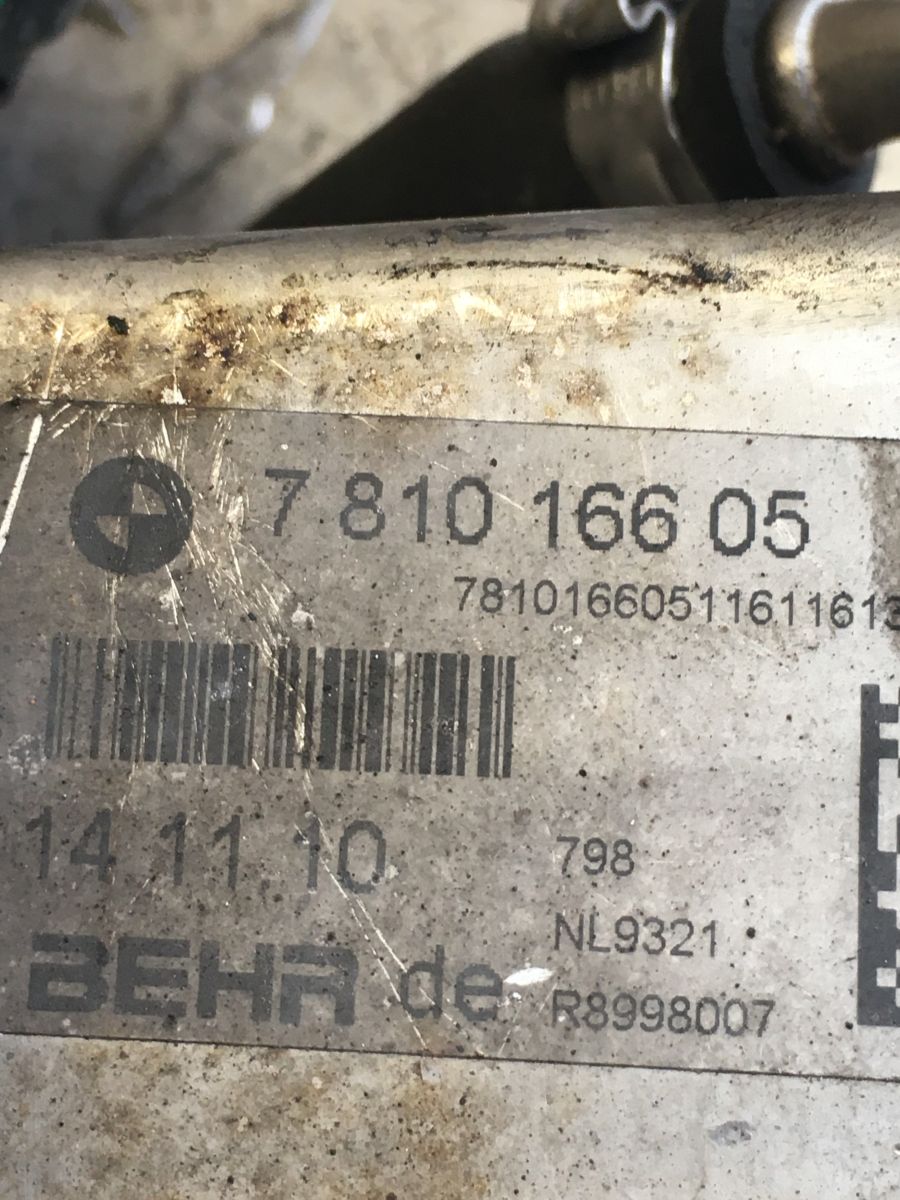 7 810 166 05
78101660511611613
14 11 10
798
NL9321
BEHR de
R8998007